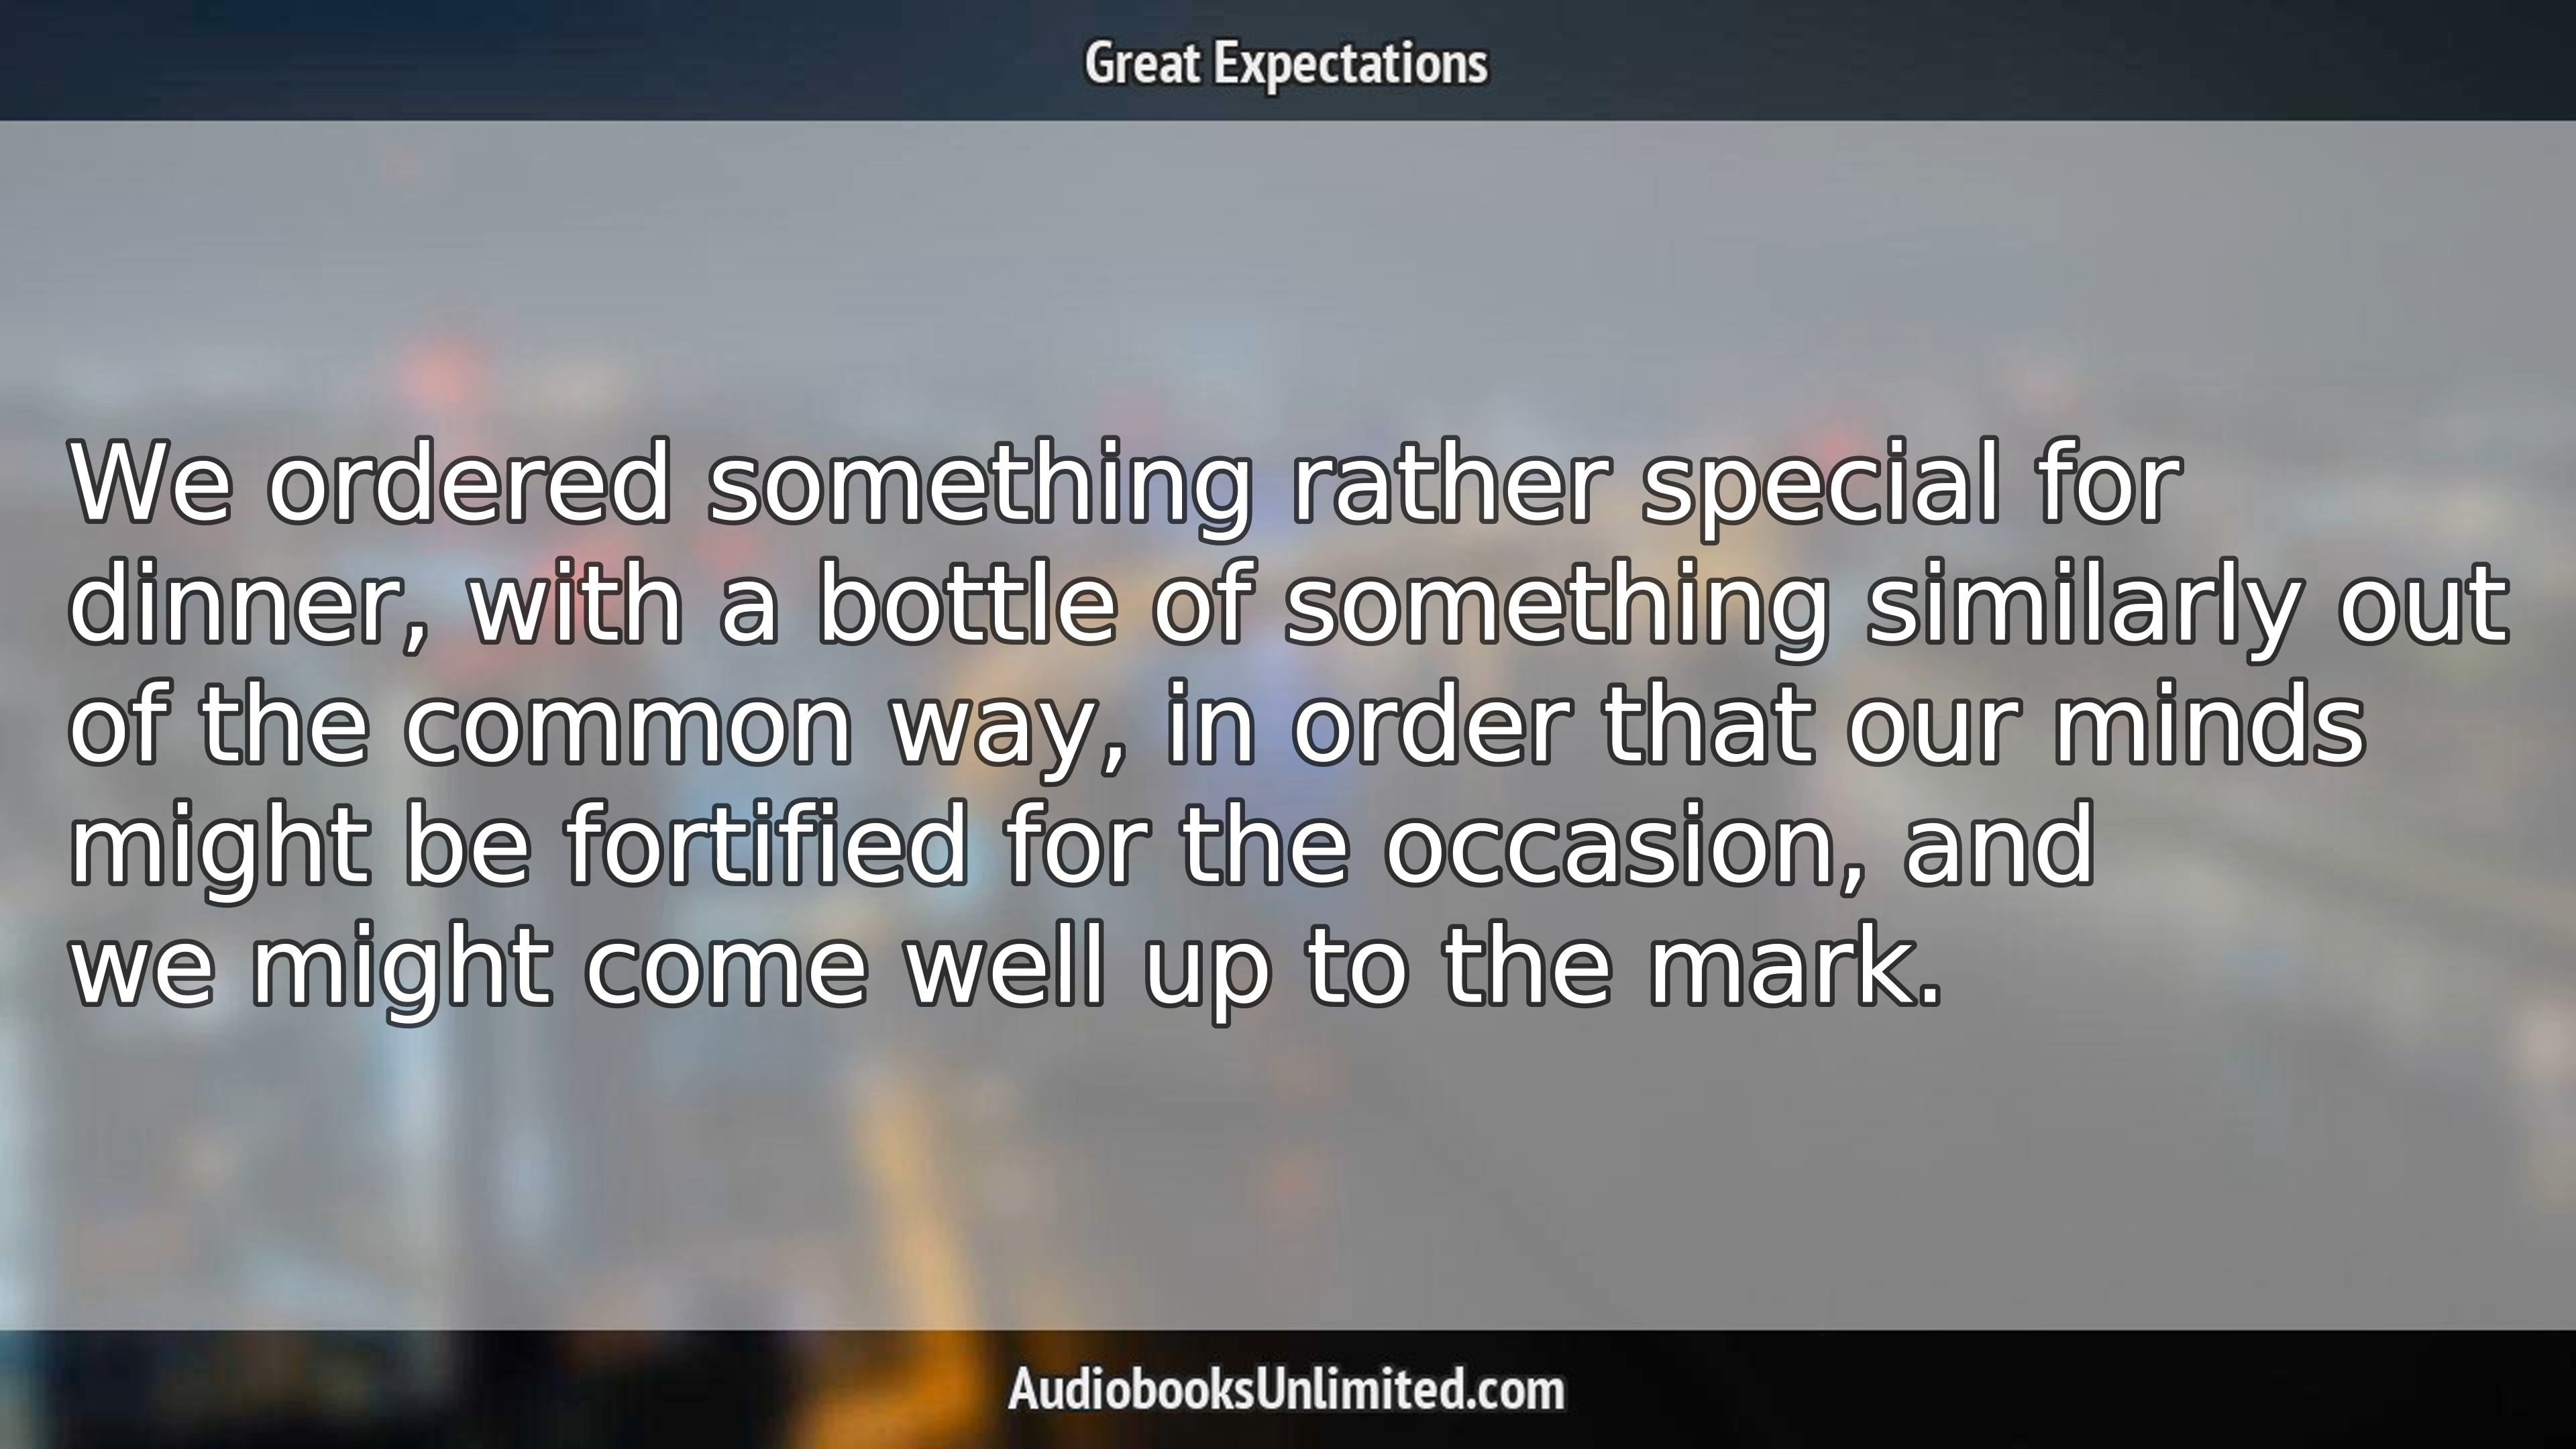 Great Expectations
We ordered something rather special for
dinner, with a bottle of something similarly out
of the common way, in order that our minds
might be fortified for the occasion, and
we might come well up to the mark.
AudiobooksUnlimited.com